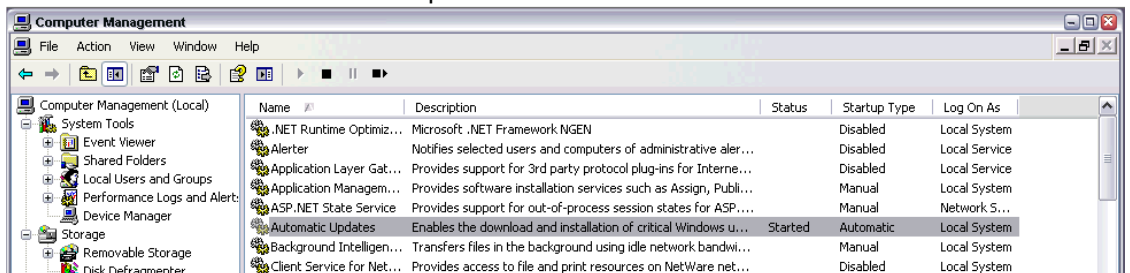 Computer Management
File Action View Window Help
Computer Management (Local)
System Tools
Event Viewer
Shared Folders
Local Users and Groups
Performance Logs and Alert:
Device Manager
Storage
Removable Storage
Disk Defragmenter
Name Description Status Startup Type Log On As
.NET Runtime Optimiz... Microsoft .NET Framework NGEN Disabled Local System
Alerter Notifies selected users and computers of administrative aler... Disabled Local Service
Application Layer Gat... Provides support for 3rd party protocol plug-ins for Interne... Disabled Local Service
Application Managem... Provides software installation services such as Assign, Publi... Manual Local System
ASP.NET State Service Provides support for out-of-process session states for ASP.... Manual Network S...
Automatic Updates Enables the download and installation of critical Windows u... Started Automatic Local System
Background Intelligen... Transfers files in the background using idle network bandwi... Manual Local System
Client Service for Net... Provides access to file and print resources on NetWare net... Disabled Local System